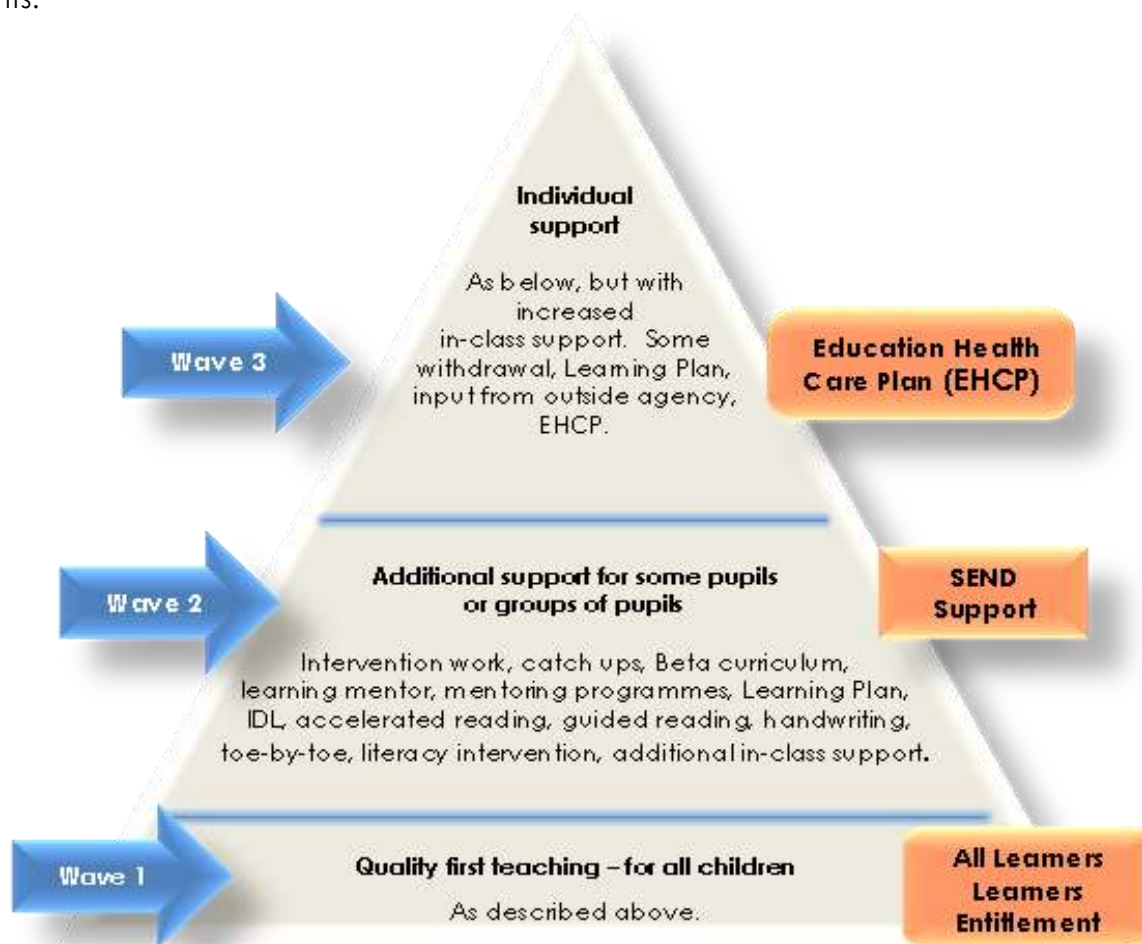 Individual
support
As below, but with
increased
in-class support. Some
withdrawal, Learning Plan,
input from outside agency,
EHCP.
Wave 3
Education Health
Care Plan (EHCP)
Additional support for some pupils
or groups of pupils
Intervention work, catch ups, Beta curriculum,
learning mentor, mentoring programmes, Learning Plan,
IDL, accelerated reading, guided reading, handwriting,
toe-by-toe, literacy intervention, additional in-class support.
Wave 2
SEND
Support
Quality first teaching – for all children
As described above.
Wave 1
All Learners
Learners
Entitlement